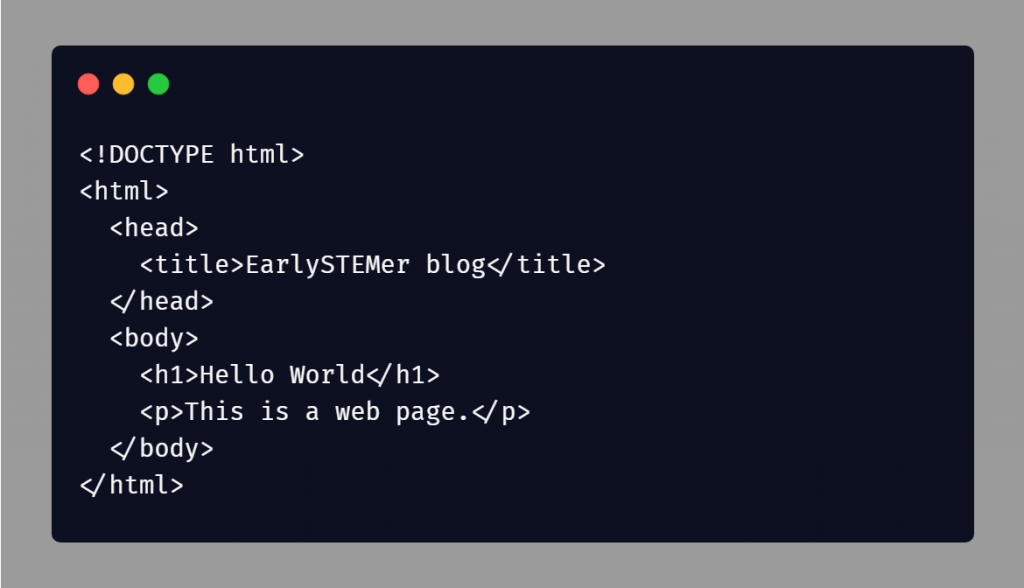 <!DOCTYPE html>
<html>
  <head>
    <title>EarlySTEMer blog</title>
  </head>
  <body>
    <h1>Hello World</h1>
    <p>This is a web page.</p>
  </body>
</html>